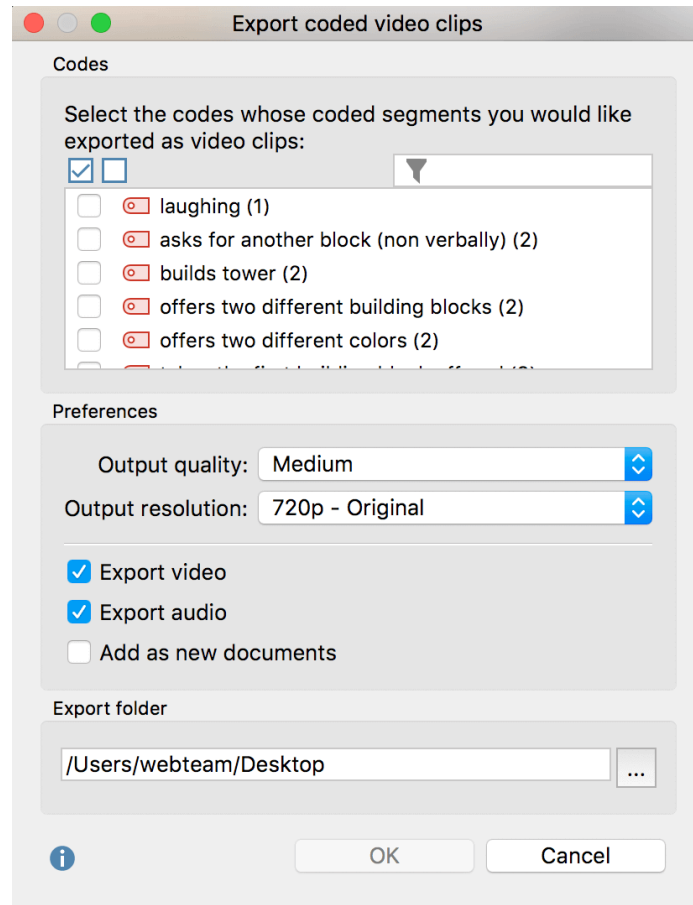 Export coded video clips
Codes
Select the codes whose coded segments you would like
exported as video clips:
laughing (1)
asks for another block (non verbally) (2)
builds tower (2)
offers two different building blocks (2)
offers two different colors (2)
Preferences
Output quality: Medium
Output resolution: 720p - Original
Export video
Export audio
Add as new documents
Export folder
/Users/webteam/Desktop
...
OK Cancel